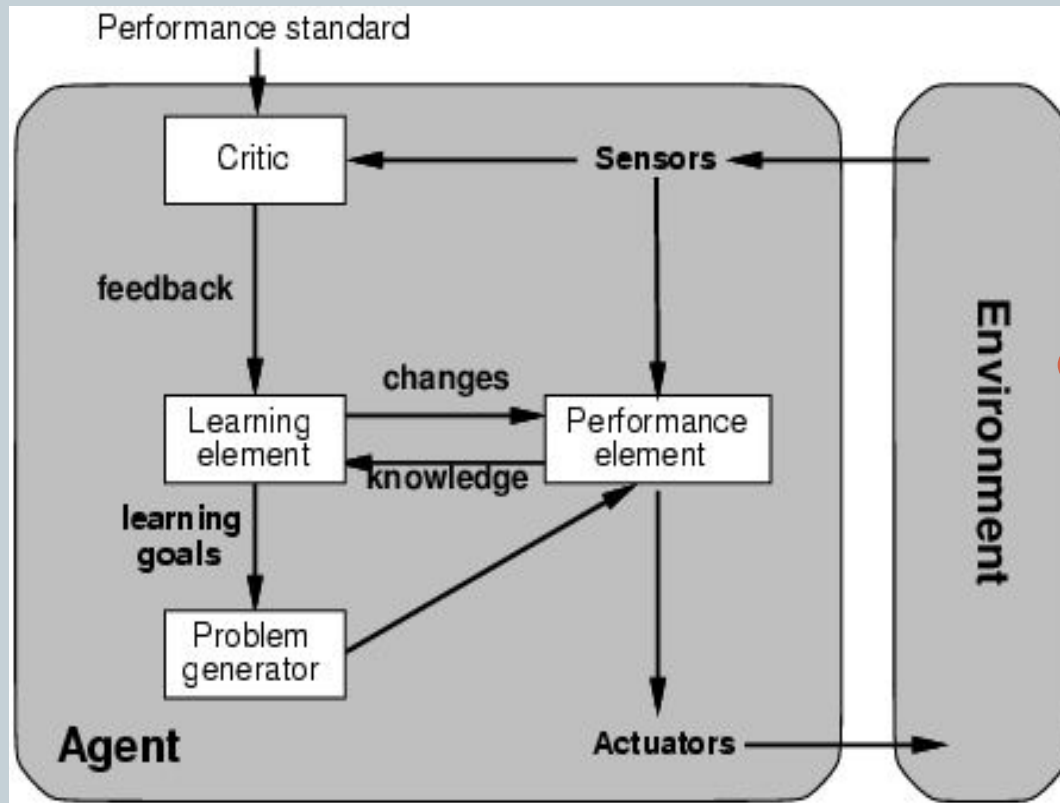 Performance standard
Critic
Sensors
feedback
changes
Learning
element
Performance
element
knowledge
learning
goals
Problem
generator
Agent
Actuators
Environment